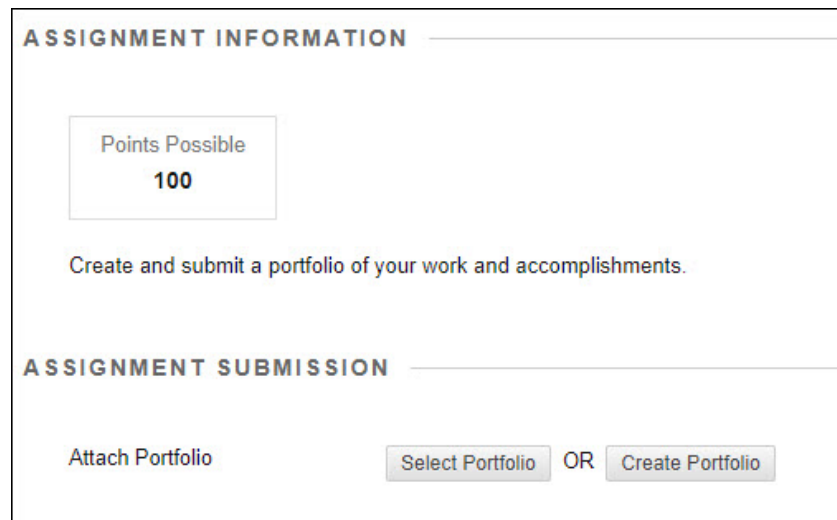 ASSIGNMENT INFORMATION
Points Possible
100
Create and submit a portfolio of your work and accomplishments.
ASSIGNMENT SUBMISSION
Attach Portfolio Select Portfolio OR Create Portfolio